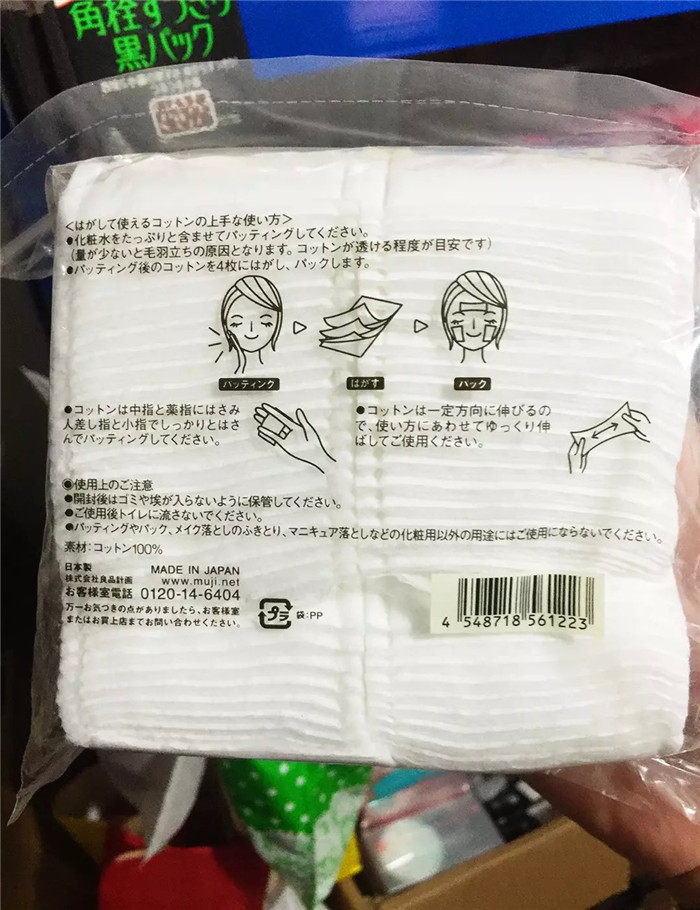 角栓すっきり
黒パック
<はがして使えるコットンの上手な使い方>
●化粧水をたっぷりと含ませてパッティングしてください。
(量が少ないと毛羽立ちの原因となります。コットンが透ける程度が目安です)
●パッティング後のコットンを4枚にはがし、パックします。
パッティング
はがす
パック
●コットンは中指と薬指にはさみ
人差し指と小指でしっかりとはさ
んでパッティングしてください。
●コットンは一定方向に伸びるの
で、使い方にあわせてゆっくり伸
ばしてご使用ください。
◉使用上のご注意
●開封後はゴミや埃が入らないように保管してください。
●ご使用後トイレに流さないでください。
●パッティングやパック、メイク落としのふきとり、マニキュア落としなどの化粧用以外の用途にはご使用にならないでください。
素材:コットン100%
日本製 MADE IN JAPAN
株式会社良品計画 www.muji.net
お客様室電話 0120-14-6404
万一お気づきの点がありましたら、お客様室
またはお買上店までお問い合わせください。
プラ 袋:PP
4 548718 561223